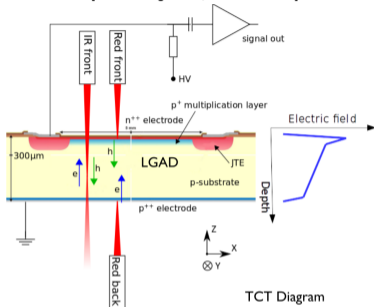 IR front
Red front
signal out
HV
p⁺ multiplication layer
n⁺⁺ electrode
Electric field
300µm
h
LGAD
JTE
e
h
e
p-substrate
Depth
p⁺⁺ electrode
Z
X
Y
Red back
TCT Diagram